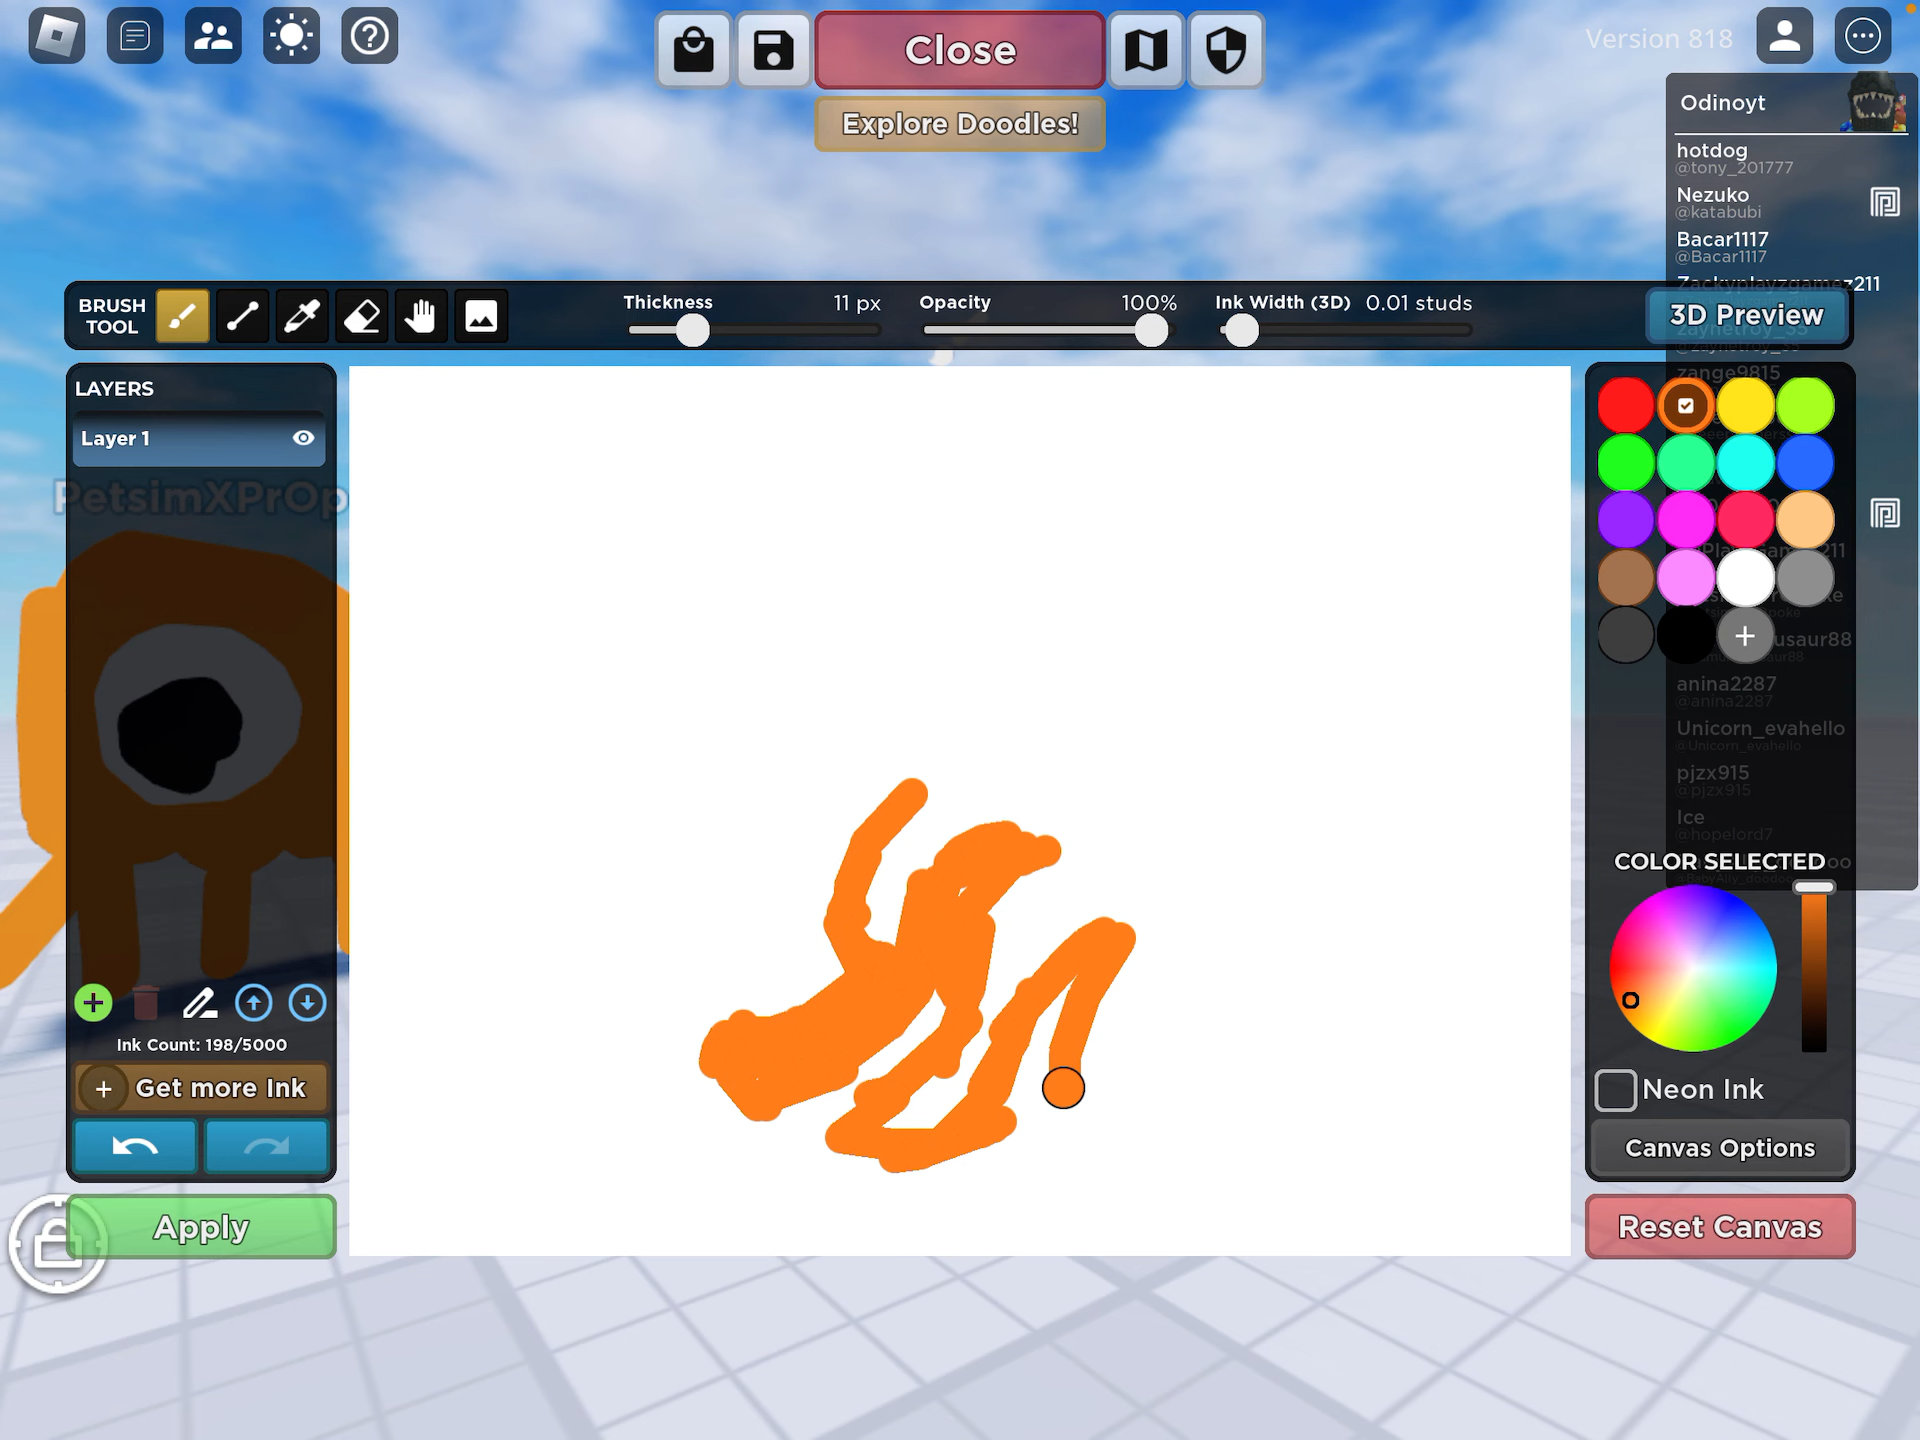 Close
Version 818
Explore Doodles!
Odinoyt
hotdog
@tony_201777
Nezuko
@katabubi
Bacar1117
@Bacar1117
Zackyplayzgamez211
BRUSH
TOOL
Thickness 11 px
Opacity 100%
Ink Width (3D) 0.01 studs
3D Preview
zange9815
LAYERS
Layer 1
PetsimXPrOp
anina2287
@anina2287
Unicorn_evahello
@Unicorn_evahello
pjzx915
@pjzx915
Ice
@hopelord7
COLOR SELECTED
Ink Count: 198/5000
+ Get more Ink
Neon Ink
Canvas Options
Apply
Reset Canvas